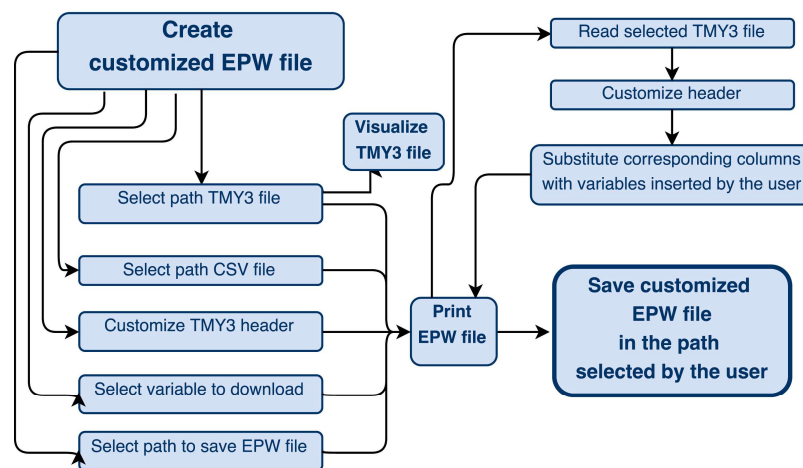 Create
customized EPW file
Visualize
TMY3 file
Select path TMY3 file
Select path CSV file
Customize TMY3 header
Select variable to download
Select path to save EPW file
Print
EPW file
Read selected TMY3 file
Customize header
Substitute corresponding columns
with variables inserted by the user
Save customized
EPW file
in the path
selected by the user